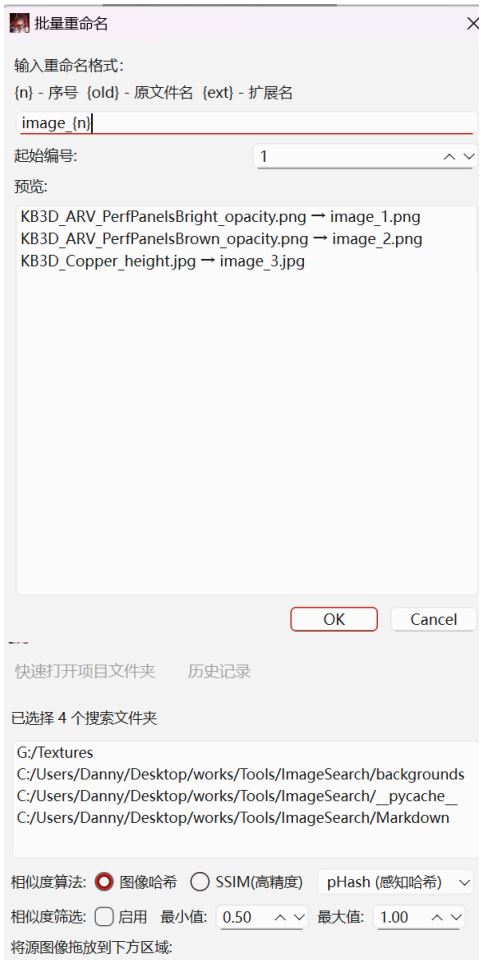 批量重命名
输入重命名格式:
{n} - 序号 {old} - 原文件名 {ext} - 扩展名
image_{n}
起始编号: 1
预览:
KB3D_ARV_PerfPanelsBright_opacity.png → image_1.png
KB3D_ARV_PerfPanelsBrown_opacity.png → image_2.png
KB3D_Copper_height.jpg → image_3.jpg
OK Cancel
快速打开项目文件夹 历史记录
已选择 4 个搜索文件夹
G:/Textures
C:/Users/Danny/Desktop/works/Tools/ImageSearch/backgrounds
C:/Users/Danny/Desktop/works/Tools/ImageSearch/__pycache__
C:/Users/Danny/Desktop/works/Tools/ImageSearch/Markdown
相似度算法: 图像哈希 SSIM(高精度) pHash (感知哈希)
相似度筛选: 启用 最小值: 0.50 最大值: 1.00
将源图像拖放到下方区域: